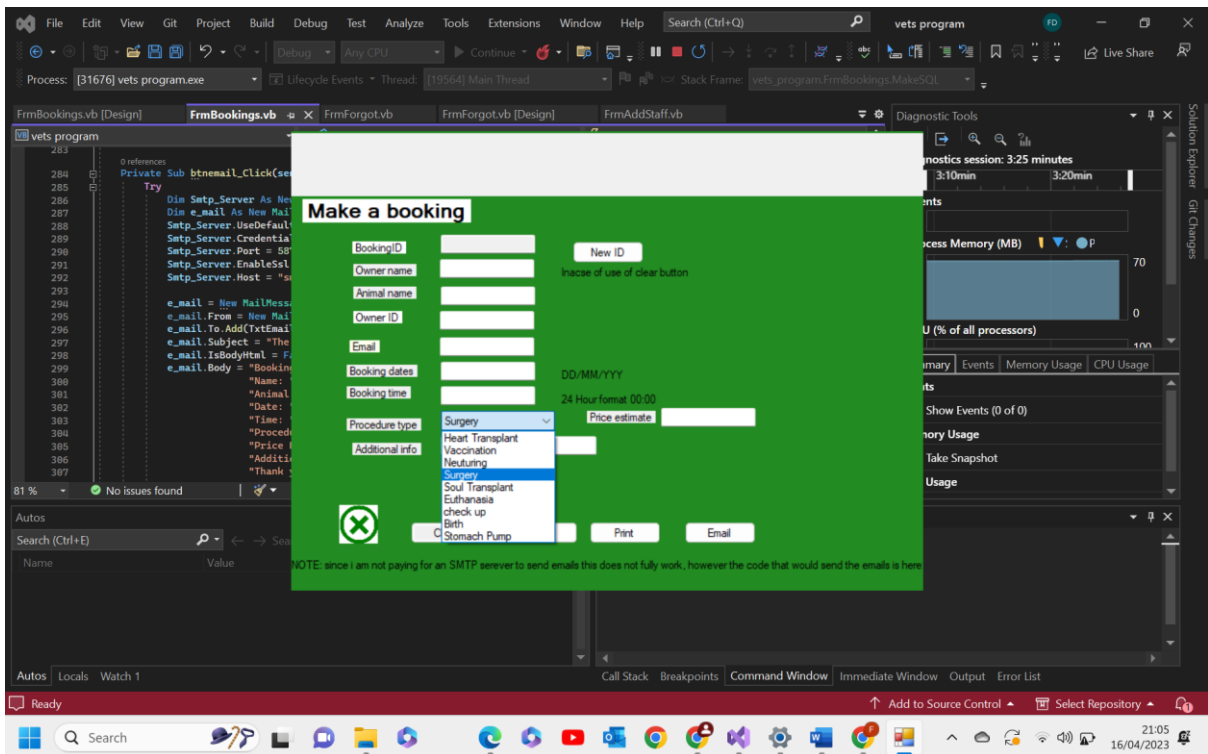 File Edit View Git Project Build Debug Test Analyze Tools Extensions Window Help Search (Ctrl+Q) vets program FD
Debug Any CPU Continue Live Share
Process: [31676] vets program.exe Lifecycle Events Thread: [19564] Main Thread Stack Frame: vets_program.FrmBookings.MakeSQL
FrmBookings.vb [Design] FrmBookings.vb FrmForgot.vb FrmForgot.vb [Design] FrmAddStaff.vb
vets program
283
0 references
284 Private Sub btnemail_Click(se
285 Try
286 Dim Smtp_Server As Ne
287 Dim e_mail As New Mai
288 Smtp_Server.UseDefaul
289 Smtp_Server.Credentia
290 Smtp_Server.Port = 58
291 Smtp_Server.EnableSsl
292 Smtp_Server.Host = "s
293
294 e_mail = New MailMess
295 e_mail.From = New Mai
296 e_mail.To.Add(TxtEmai
297 e_mail.Subject = "The
298 e_mail.IsBodyHtml = F
299 e_mail.Body = "Bookin
300 "Name:
301 "Animal
302 "Date:
303 "Time:
304 "Proced
305 "Price
306 "Additi
307 "Thank
81 % No issues found
Make a booking
BookingID
New ID
Owner name
Inacse of use of clear button
Animal name
Owner ID
Email
Booking dates
DD/MM/YYY
Booking time
24 Hour format 00:00
Procedure type Surgery
Price estimate
Additional info
Heart Transplant
Vaccination
Neuturing
Surgery
Soul Transplant
Euthanasia
check up
Birth
Stomach Pump
Print
Email
NOTE: since i am not paying for an SMTP serever to send emails this does not fully work, however the code that would send the emails is here
Diagnostic Tools
nostics session: 3:25 minutes
3:10min 3:20min
nts
cess Memory (MB) P
70
0
U (% of all processors)
100
mary Events Memory Usage CPU Usage
ts
Show Events (0 of 0)
ory Usage
Take Snapshot
Usage
Solution Explorer
Git Changes
Autos
Search (Ctrl+E) Sea
Name Value
Autos Locals Watch 1
Call Stack Breakpoints Command Window Immediate Window Output Error List
Ready Add to Source Control Select Repository
Search
21:05
16/04/2023